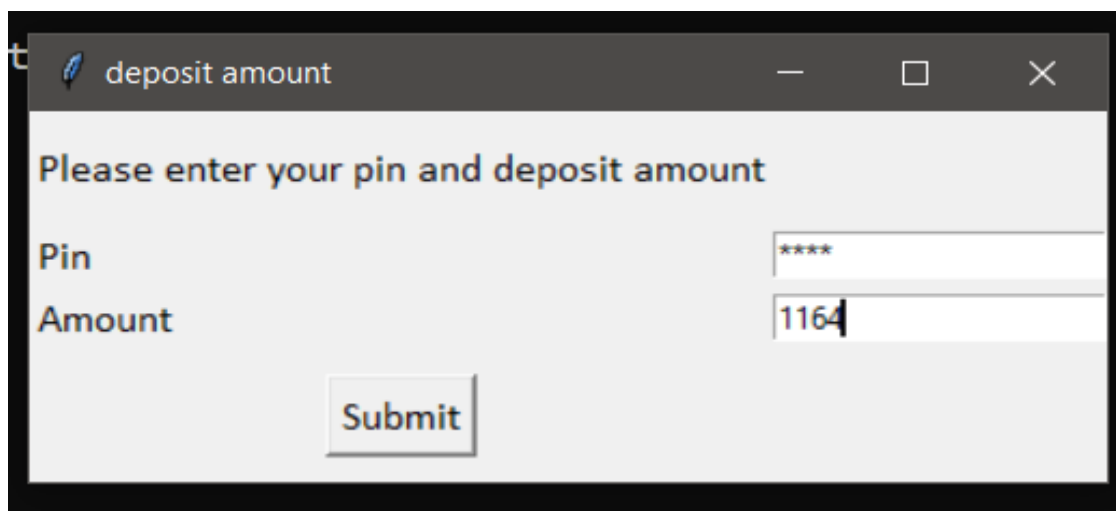 t
deposit amount
Please enter your pin and deposit amount
Pin
****
Amount
1164
Submit